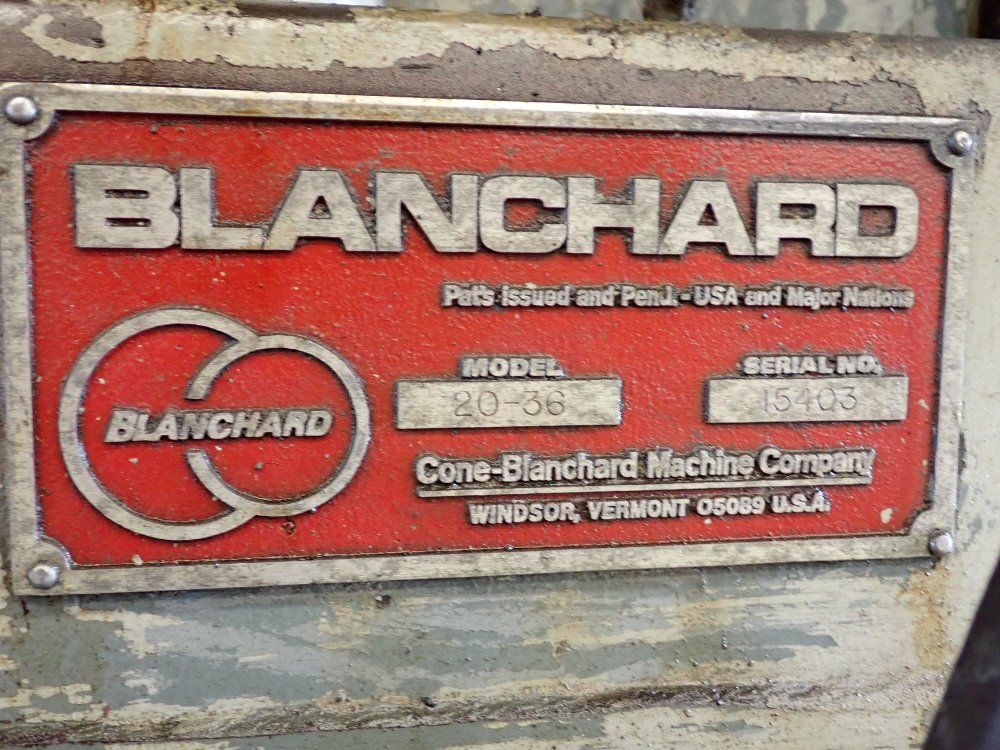 BLANCHARD
Pat's Issued and Pend. - USA and Major Nations
BLANCHARD
MODEL
20-36
SERIAL NO.
15403
Cone-Blanchard Machine Company
WINDSOR, VERMONT 05089 U.S.A.